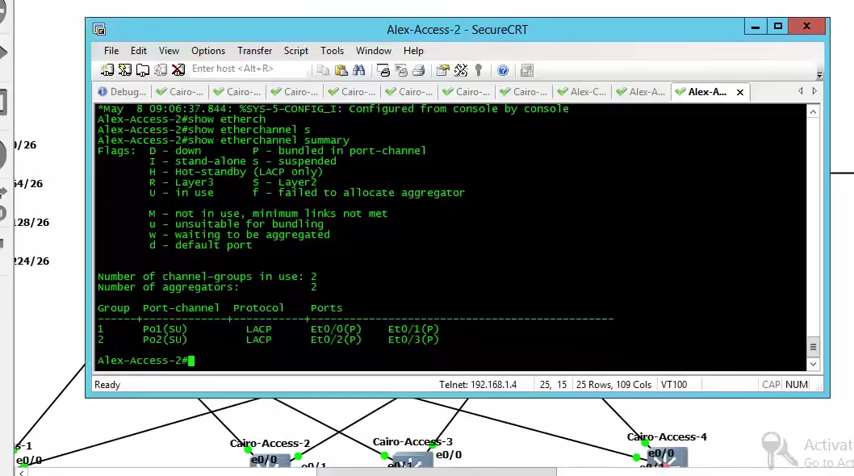 Alex-Access-2 - SecureCRT
File Edit View Options Transfer Script Tools Window Help
Enter host <Alt+R>
Debug... Cairo-... Cairo-... Cairo-... Cairo-... Cairo-... Alex-C... Alex-A... Alex-A...
*May  8 09:06:37.844: %SYS-5-CONFIG_I: Configured from console by console
Alex-Access-2#show etherch
Alex-Access-2#show etherchannel s
Alex-Access-2#show etherchannel summary
Flags:  D - down        P - bundled in port-channel
I - stand-alone s - suspended
H - Hot-standby (LACP only)
R - Layer3      S - Layer2
U - in use      f - failed to allocate aggregator
M - not in use, minimum links not met
u - unsuitable for bundling
w - waiting to be aggregated
d - default port
Number of channel-groups in use: 2
Number of aggregators:           2
Group  Port-channel  Protocol    Ports
------+-------------+-----------+-----------------------------------------------
1      Po1(SU)         LACP      Et0/0(P)    Et0/1(P)
2      Po2(SU)         LACP      Et0/2(P)    Et0/3(P)
Alex-Access-2#
Ready Telnet: 192.168.1.4 25, 15 25 Rows, 109 Cols VT100 CAP NUM
64/26
64/26
128/26
224/26
s-1
Cairo-Access-2
Cairo-Access-3
Cairo-Access-4
e0/0
e0/0
e0/0
e0/0
e0/1
e0/1
Activat
Go to Act